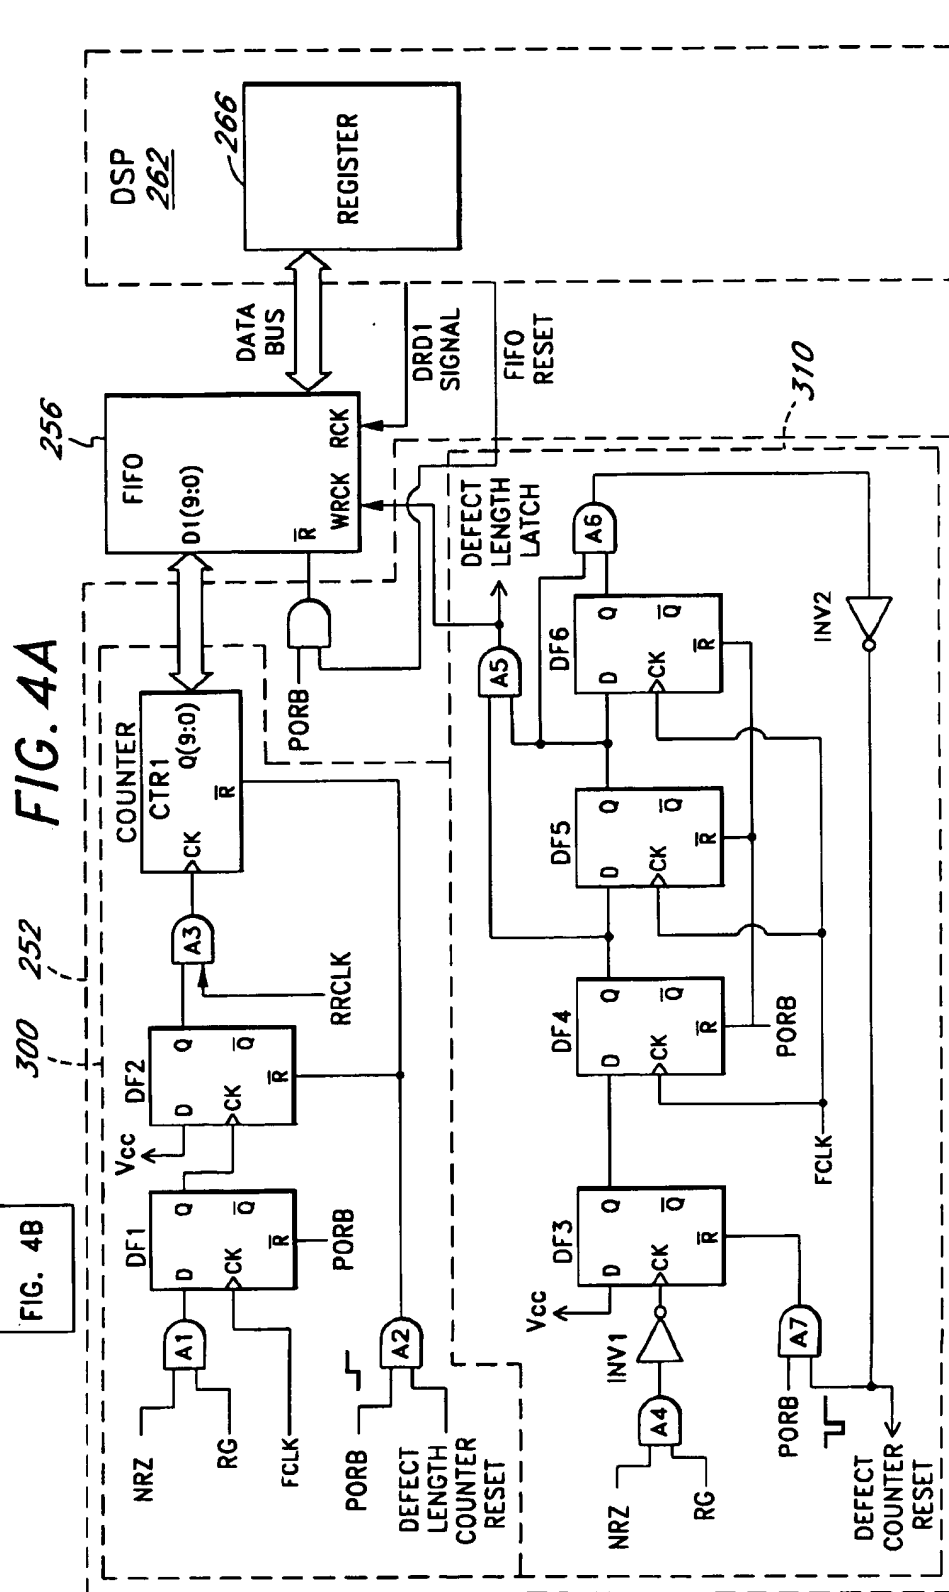 FIG. 4A
FIG. 4B
252
300
256
DSP
262
266
REGISTER
DATA
BUS
FIFO
D1(9:0)
R
WRCK
RCK
DRD1
SIGNAL
FIFO
RESET
310
COUNTER
CTR1
Q(9:0)
CK
R
PORB
A3
RRCLK
DF2
Vcc
D
Q
CK
Q
R
DF1
D
Q
CK
Q
R
PORB
A1
NRZ
RG
FCLK
A2
PORB
DEFECT
LENGTH
COUNTER
RESET
DEFECT
LENGTH
LATCH
A5
A6
DF6
D
Q
CK
Q
R
INV2
DF5
D
Q
CK
Q
R
DF4
D
Q
CK
Q
R
PORB
FCLK
DF3
Vcc
D
Q
CK
Q
R
INV1
A4
NRZ
RG
A7
PORB
DEFECT
COUNTER
RESET